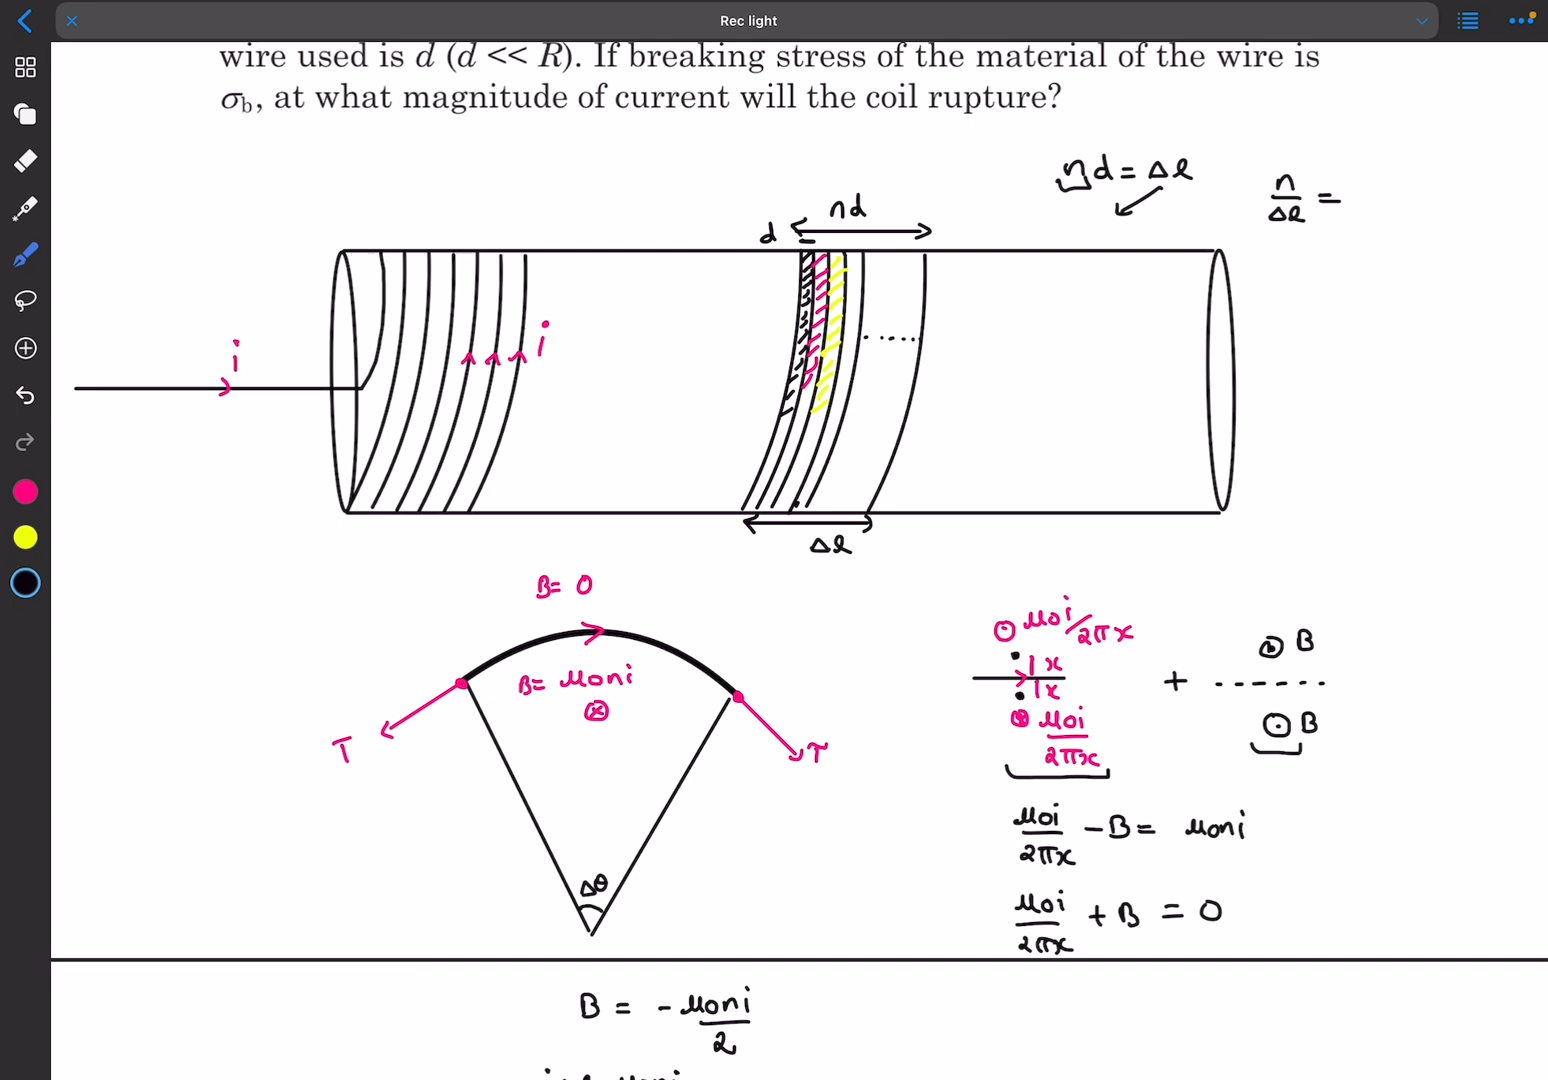 Rec light
wire used is d (d << R). If breaking stress of the material of the wire is
σb, at what magnitude of current will the coil rupture?
nd = Δl
n/Δl =
nd
d
i
i
Δl
B = 0
B = μ₀ni
⊗
T
T
Δθ
⊙ μ₀i/2πx
x
x
⊗ μ₀i/2πx
+
⊙ B
⊙ B
μ₀i/2πx − B = μ₀ni
μ₀i/2πx + B = 0
B = − μ₀ni/2